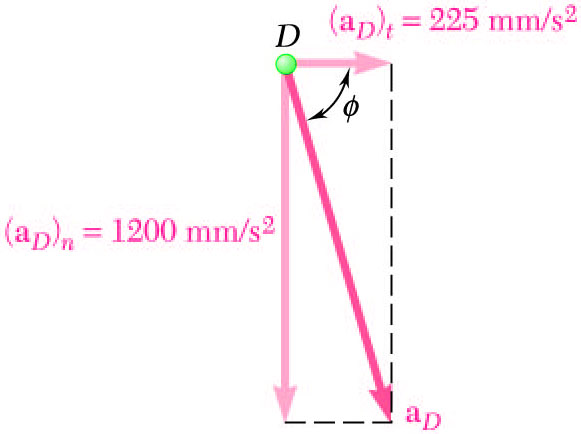 (a_D)_t = 225 mm/s²
D
ϕ
(a_D)_n = 1200 mm/s²
a_D